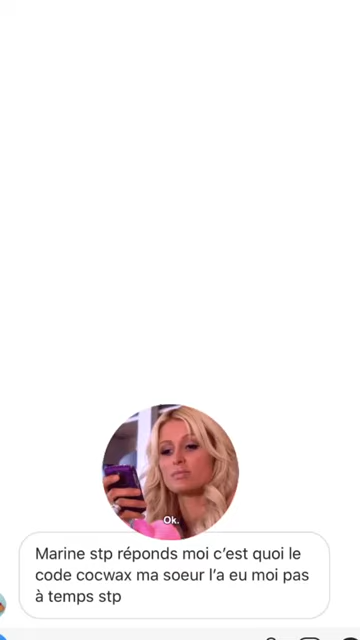 Ok.
Marine stp réponds moi c’est quoi le
code cocwax ma soeur l’a eu moi pas
à temps stp